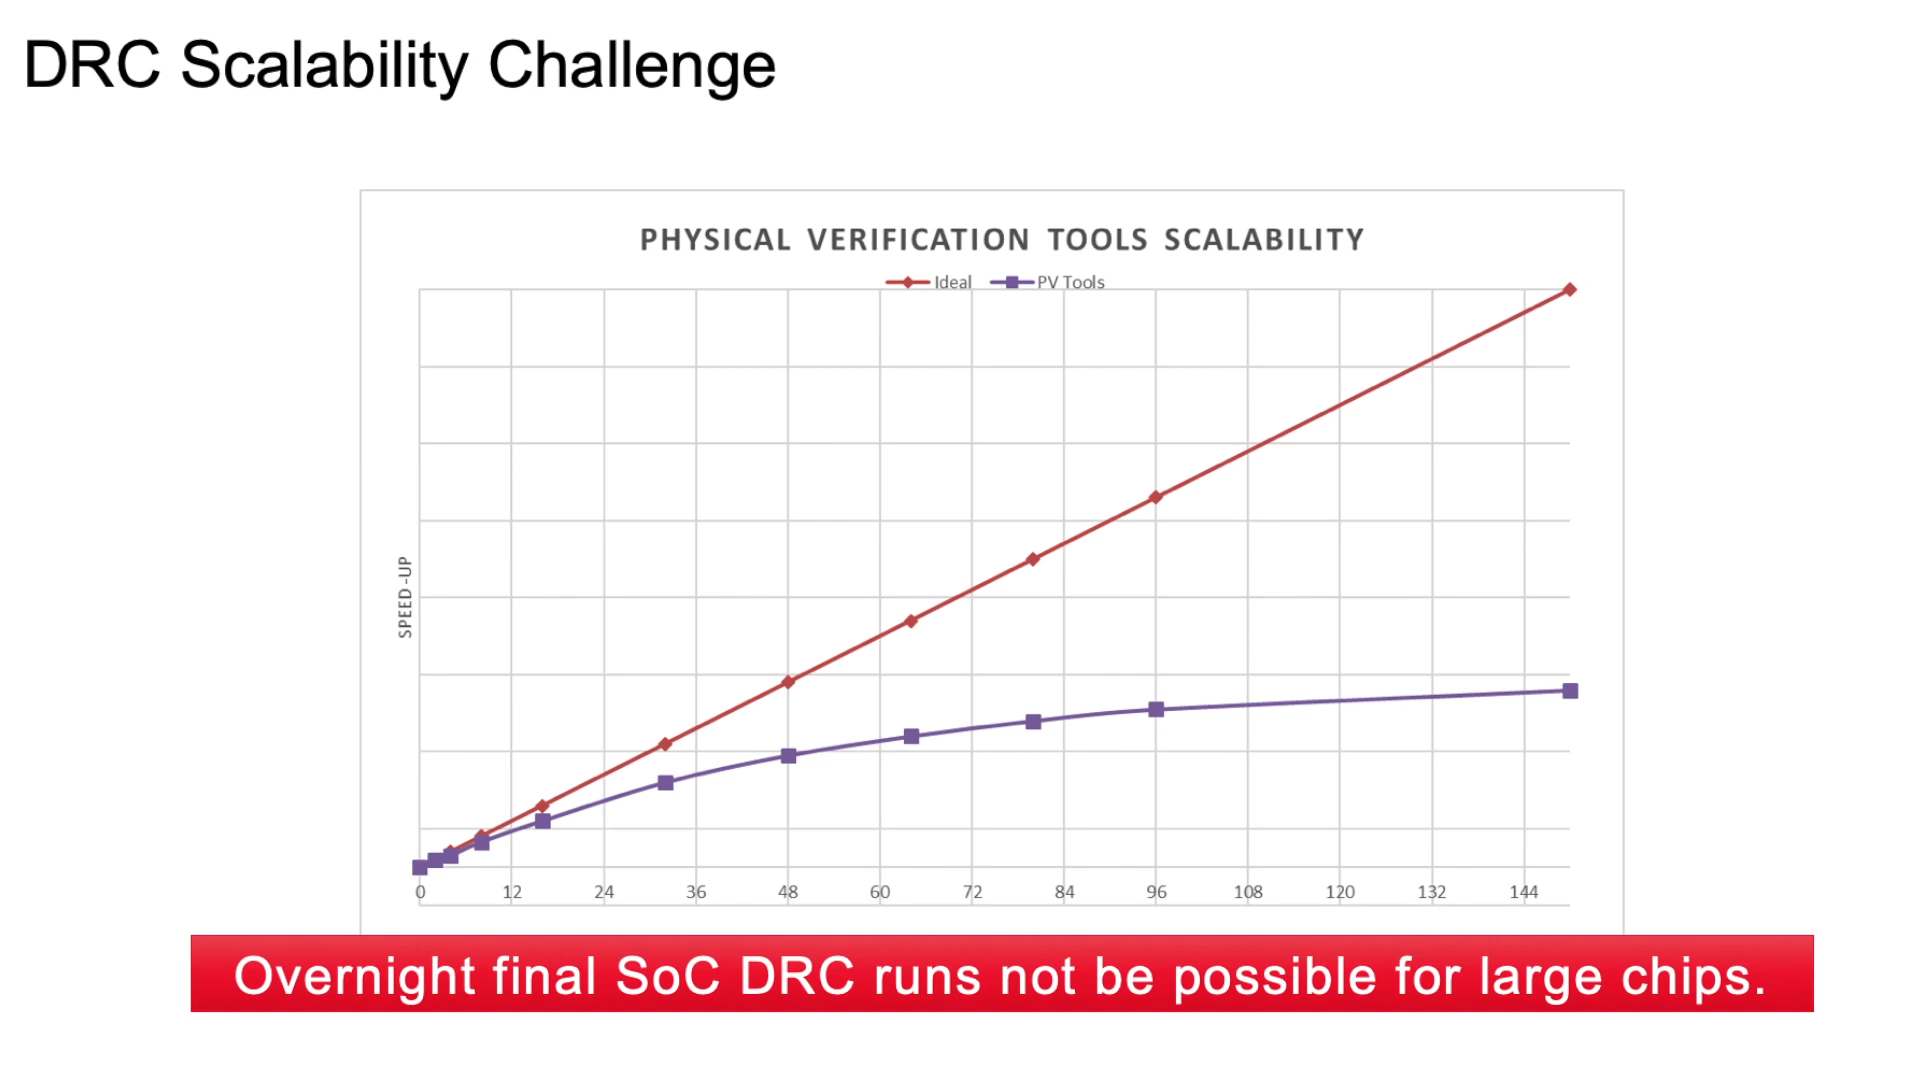 DRC Scalability Challenge
PHYSICAL VERIFICATION TOOLS SCALABILITY
Ideal PV Tools
SPEED-UP
0 12 24 36 48 60 72 84 96 108 120 132 144
Overnight final SoC DRC runs not be possible for large chips.